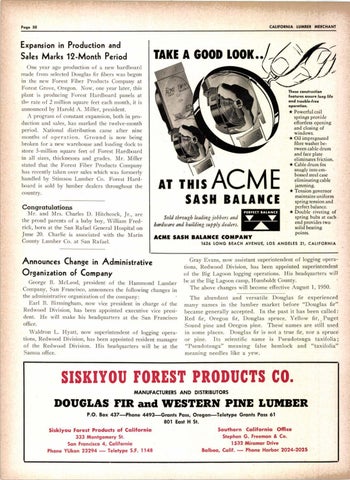 Page 38
CALIFORNIA LUMBER MERCHANT
Expansion in Production and
Sales Marks 12-Month Period
One year ago production of a new hardboard
made from selected Douglas fir fibers was begun
in the new Forest Fiber Products Company at
Forest Grove, Oregon. Now, one year later, this
plant is producing Forest Hardboard panels at
the rate of 2 million square feet each month, it is
announced by Harold A. Miller, president.
A program of constant expansion, both in pro-
duction and sales, has marked the twelve-month
period. National distribution came after nine
months of operation. Ground is now being
broken for a new warehouse and loading dock to
store 3-million square feet of Forest Hardboard
in all sizes, thicknesses and grades. Mr. Miller
stated that the Forest Fiber Products Company
has recently taken over sales which was formerly
handled by Stimson Lumber Co. Forest Hard-
board is sold by lumber dealers throughout the
country.
Congratulations
Mr. and Mrs. Charles D. Hitchcock, Jr., are
the proud parents of a baby boy, William Fred-
rick, born at the San Rafael General Hospital on
June 20. Charlie is associated with the Marin
County Lumber Co. at San Rafael.
TAKE A GOOD LOOK..
These construction
features assure long life
and trouble-free
operation.
Powerful coil
springs provide
effortless opening
and closing of
windows.
Oil impregnated
fibre washer be-
tween cable drum
and face plate
eliminates friction.
Cable drum fits
snugly into em-
bossed steel case
eliminating cable
jamming.
Tension governor
maintains uniform
spring tension and
perfect balance.
Double riveting of
spring bolts at each
end provides two
solid bearing
points.
AT THIS ACME
SASH BALANCE
Sold through leading jobbers and
hardware and building supply dealers.
PERFECT BALANCE
ACME SASH BALANCE COMPANY
1626 LONG BEACH AVENUE, LOS ANGELES 21, CALIFORNIA
Announces Change in Administrative
Organization of Company
George B. McLeod, president of the Hammond Lumber
Company, San Francisco, announces the following changes in
the administrative organization of the company:
Earl B. Birmingham, now vice president in charge of the
Redwood Division, has been appointed executive vice presi-
dent. He will make his headquarters at the San Francisco
office.
Waldron L. Hyatt, now superintendent of logging opera-
tions, Redwood Division, has been appointed resident manager
of the Redwood Division. His headquarters will be at the
Samoa office.
Gray Evans, now assistant superintendent of logging opera-
tions, Redwood Division, has been appointed superintendent
of the Big Lagoon logging operations. His headquarters will
be at the Big Lagoon camp, Humboldt County.
The above changes will become effective August 1, 1950.
The abundant and versatile Douglas fir experienced
many names in the lumber market before "Douglas fir"
became generally accepted. In the past it has been called:
Red fir, Oregon fir, Douglas spruce, Yellow fir, Puget
Sound pine and Oregon pine. These names are still used
in some places. Douglas fir is not a true fir, nor a spruce
or pine. Its scientific name is Pseudotsuga taxifolia;
"Pseudotsuga" meaning false hemlock and "taxifolia"
meaning needles like a yew.
SISKIYOU FOREST PRODUCTS CO.
MANUFACTURERS AND DISTRIBUTORS
DOUGLAS FIR and WESTERN PINE LUMBER
P.O. Box 437—Phone 4493—Grants Pass, Oregon—Teletype Grants Pass 61
801 East H St.
Siskiyou Forest Products of California
333 Montgomery St.
San Francisco 4, California
Phone YUkon 23294 — Teletype S.F. 1148
Southern California Office
Stephen G. Freeman & Co.
1572 Miramar Drive
Balboa, Calif. — Phone Harbor 2024-2025